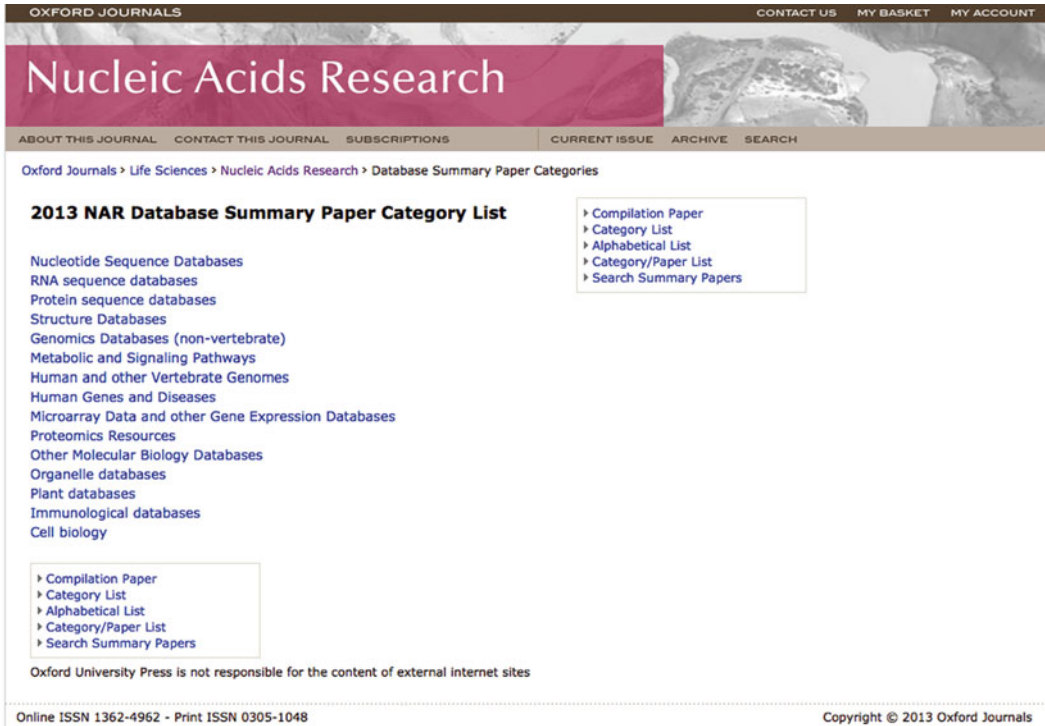 OXFORD JOURNALS CONTACT US MY BASKET MY ACCOUNT
Nucleic Acids Research
ABOUT THIS JOURNAL CONTACT THIS JOURNAL SUBSCRIPTIONS CURRENT ISSUE ARCHIVE SEARCH
Oxford Journals > Life Sciences > Nucleic Acids Research > Database Summary Paper Categories
2013 NAR Database Summary Paper Category List
Compilation Paper
Category List
Alphabetical List
Category/Paper List
Search Summary Papers
Nucleotide Sequence Databases
RNA sequence databases
Protein sequence databases
Structure Databases
Genomics Databases (non-vertebrate)
Metabolic and Signaling Pathways
Human and other Vertebrate Genomes
Human Genes and Diseases
Microarray Data and other Gene Expression Databases
Proteomics Resources
Other Molecular Biology Databases
Organelle databases
Plant databases
Immunological databases
Cell biology
Compilation Paper
Category List
Alphabetical List
Category/Paper List
Search Summary Papers
Oxford University Press is not responsible for the content of external internet sites
Online ISSN 1362-4962 - Print ISSN 0305-1048 Copyright © 2013 Oxford Journals